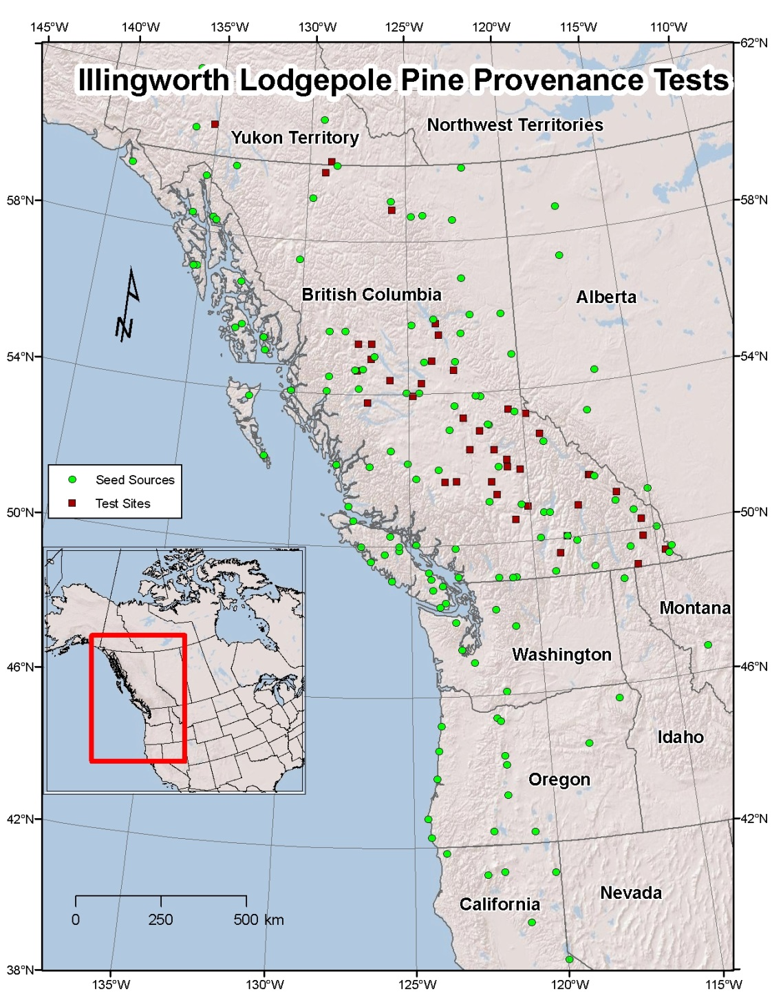 145°W 140°W 135°W 130°W 125°W 120°W 115°W 110°W
62°N
Illingworth Lodgepole Pine Provenance Tests
Northwest Territories
Yukon Territory
58°N 58°N
British Columbia
Alberta
N
54°N 54°N
Seed Sources
Test Sites
50°N 50°N
Montana
Washington
46°N 46°N
Idaho
Oregon
42°N 42°N
Nevada
California
0 250 500 km
38°N
135°W 130°W 125°W 120°W 115°W